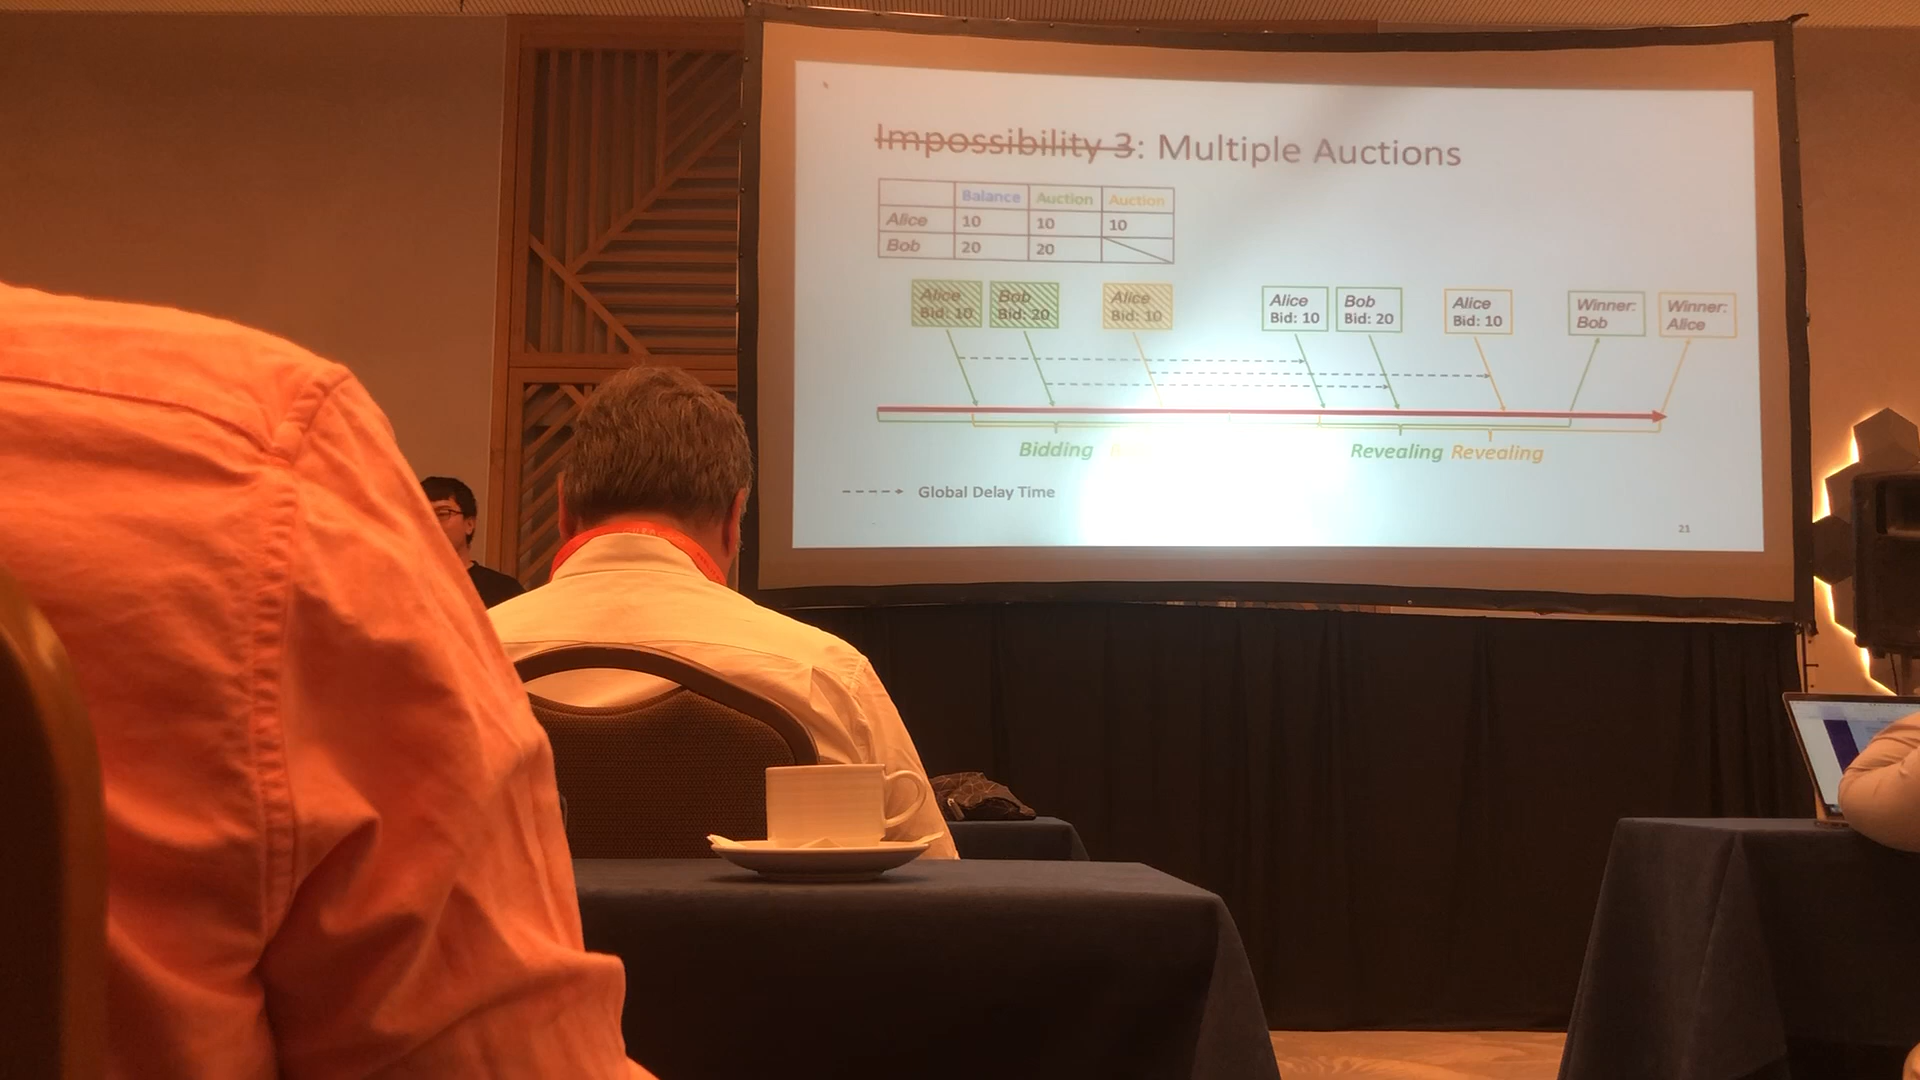 Impossibility 3: Multiple Auctions
Balance Auction Auction
Alice 10 10 10
Bob 20 20
Alice
Bid: 10
Bob
Bid: 20
Alice
Bid: 10
Alice
Bid: 10
Bob
Bid: 20
Alice
Bid: 10
Winner:
Bob
Winner:
Alice
Bidding
Revealing Revealing
Global Delay Time
21